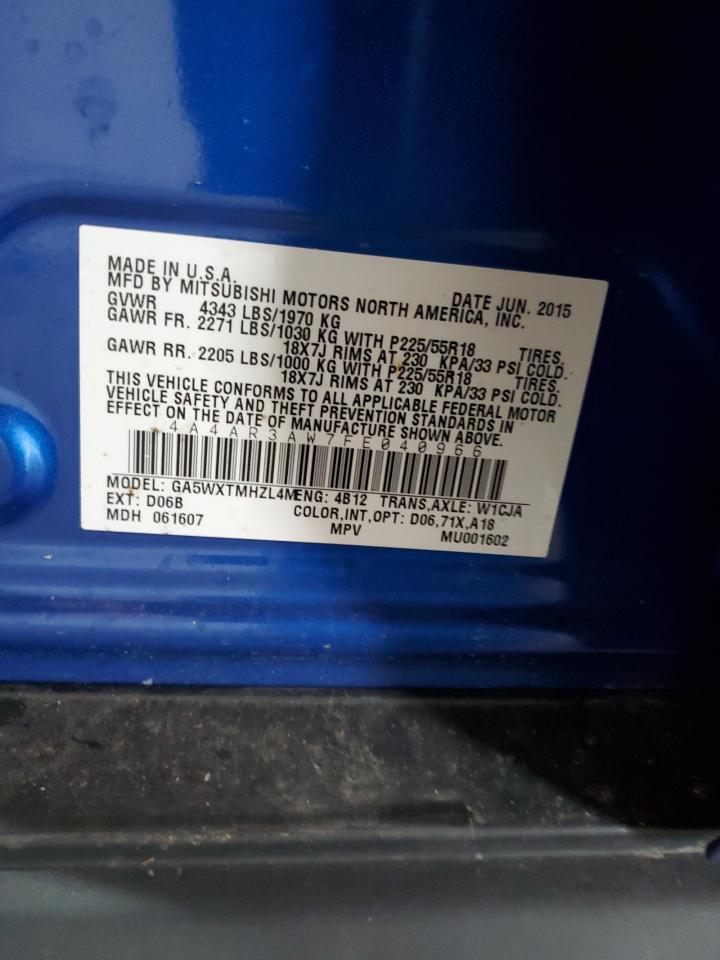 MADE IN U.S.A. DATE JUN. 2015
MFD BY MITSUBISHI MOTORS NORTH AMERICA, INC.
GVWR 4343 LBS/1970 KG
GAWR FR. 2271 LBS/1030 KG WITH P225/55R18 TIRES.
18X7J RIMS AT 230 KPA/33 PSI COLD.
GAWR RR. 2205 LBS/1000 KG WITH P225/55R18 TIRES.
18X7J RIMS AT 230 KPA/33 PSI COLD.
THIS VEHICLE CONFORMS TO ALL APPLICABLE FEDERAL MOTOR
VEHICLE SAFETY AND THEFT PREVENTION STANDARDS IN
EFFECT ON THE DATE OF MANUFACTURE SHOWN ABOVE.
4A4AR3AW7FE040966
MODEL: GA5WXTMHZL4M ENG: 4B12 TRANS,AXLE: W1CJA
EXT: D06B COLOR,INT,OPT: D06,71X,A18
MDH 061607 MPV MU001602